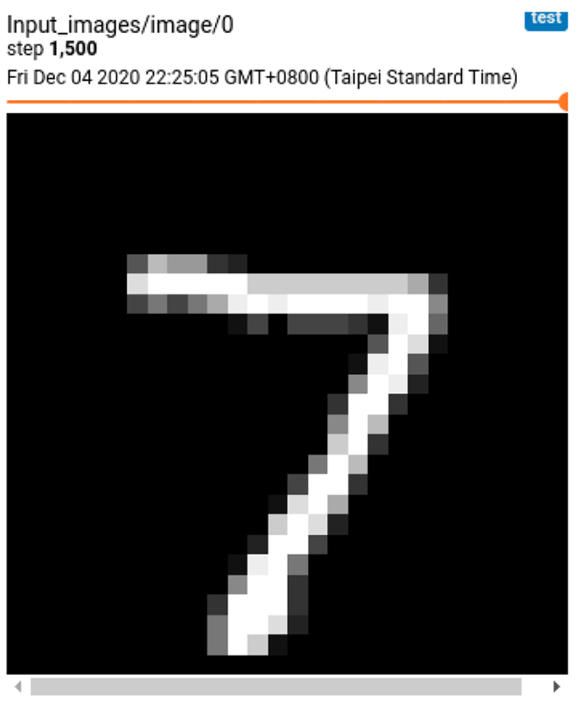 Input_images/image/0
test
step 1,500
Fri Dec 04 2020 22:25:05 GMT+0800 (Taipei Standard Time)
7